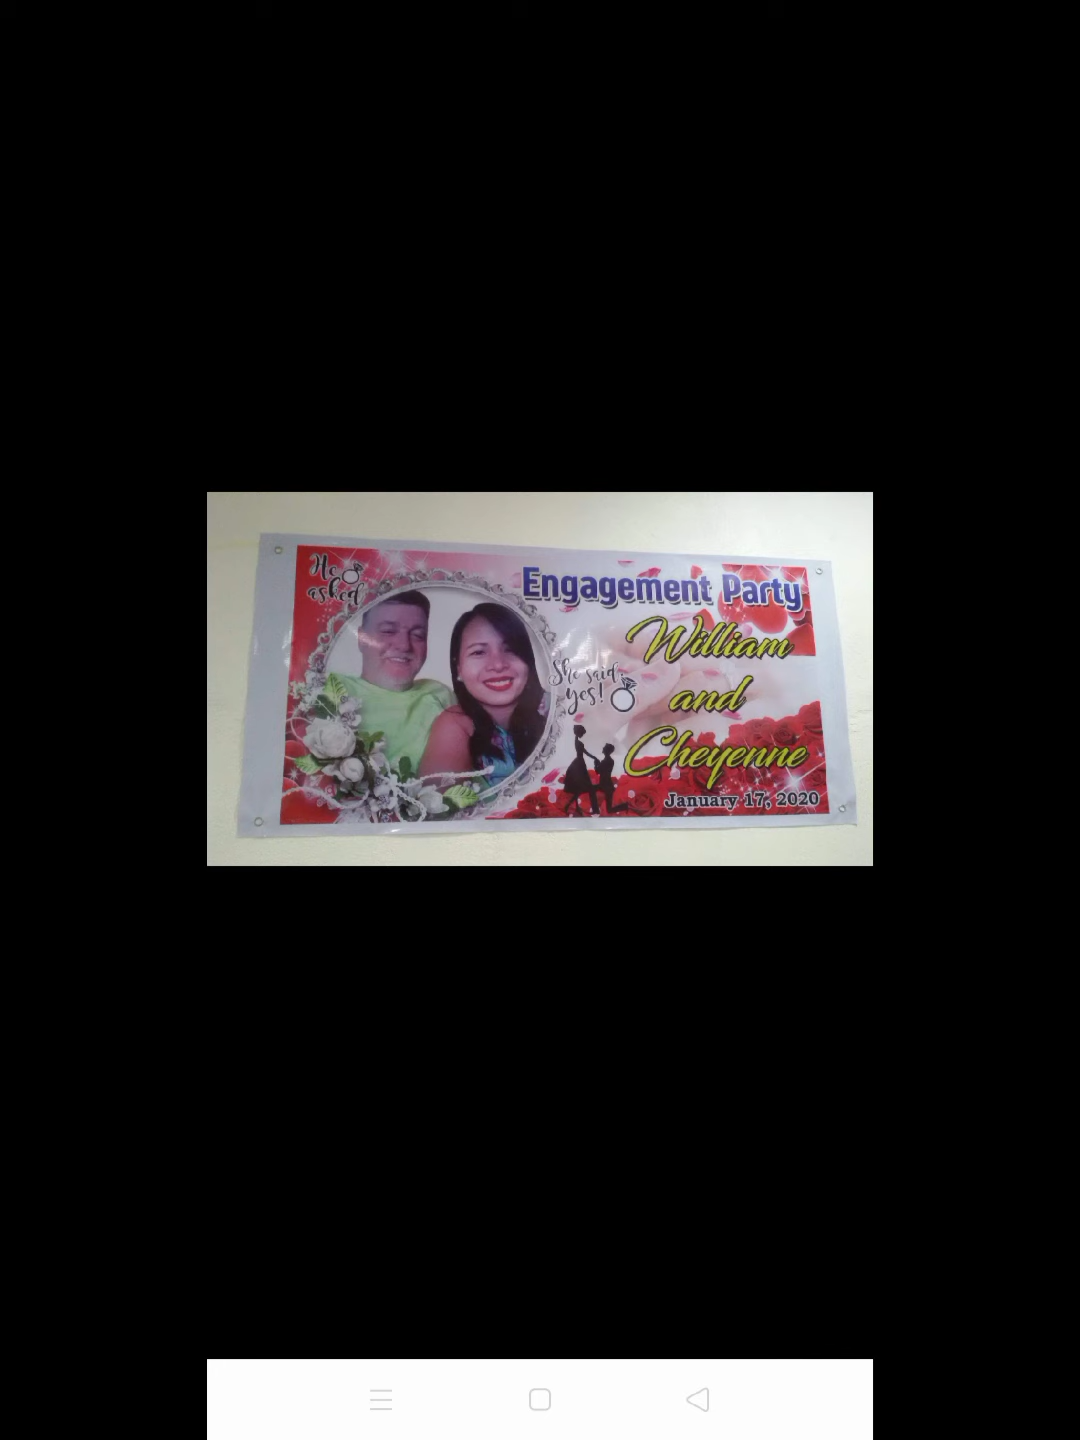 He
asked
Engagement Party
William
She said,
yes!
and
Cheyenne
January 17, 2020